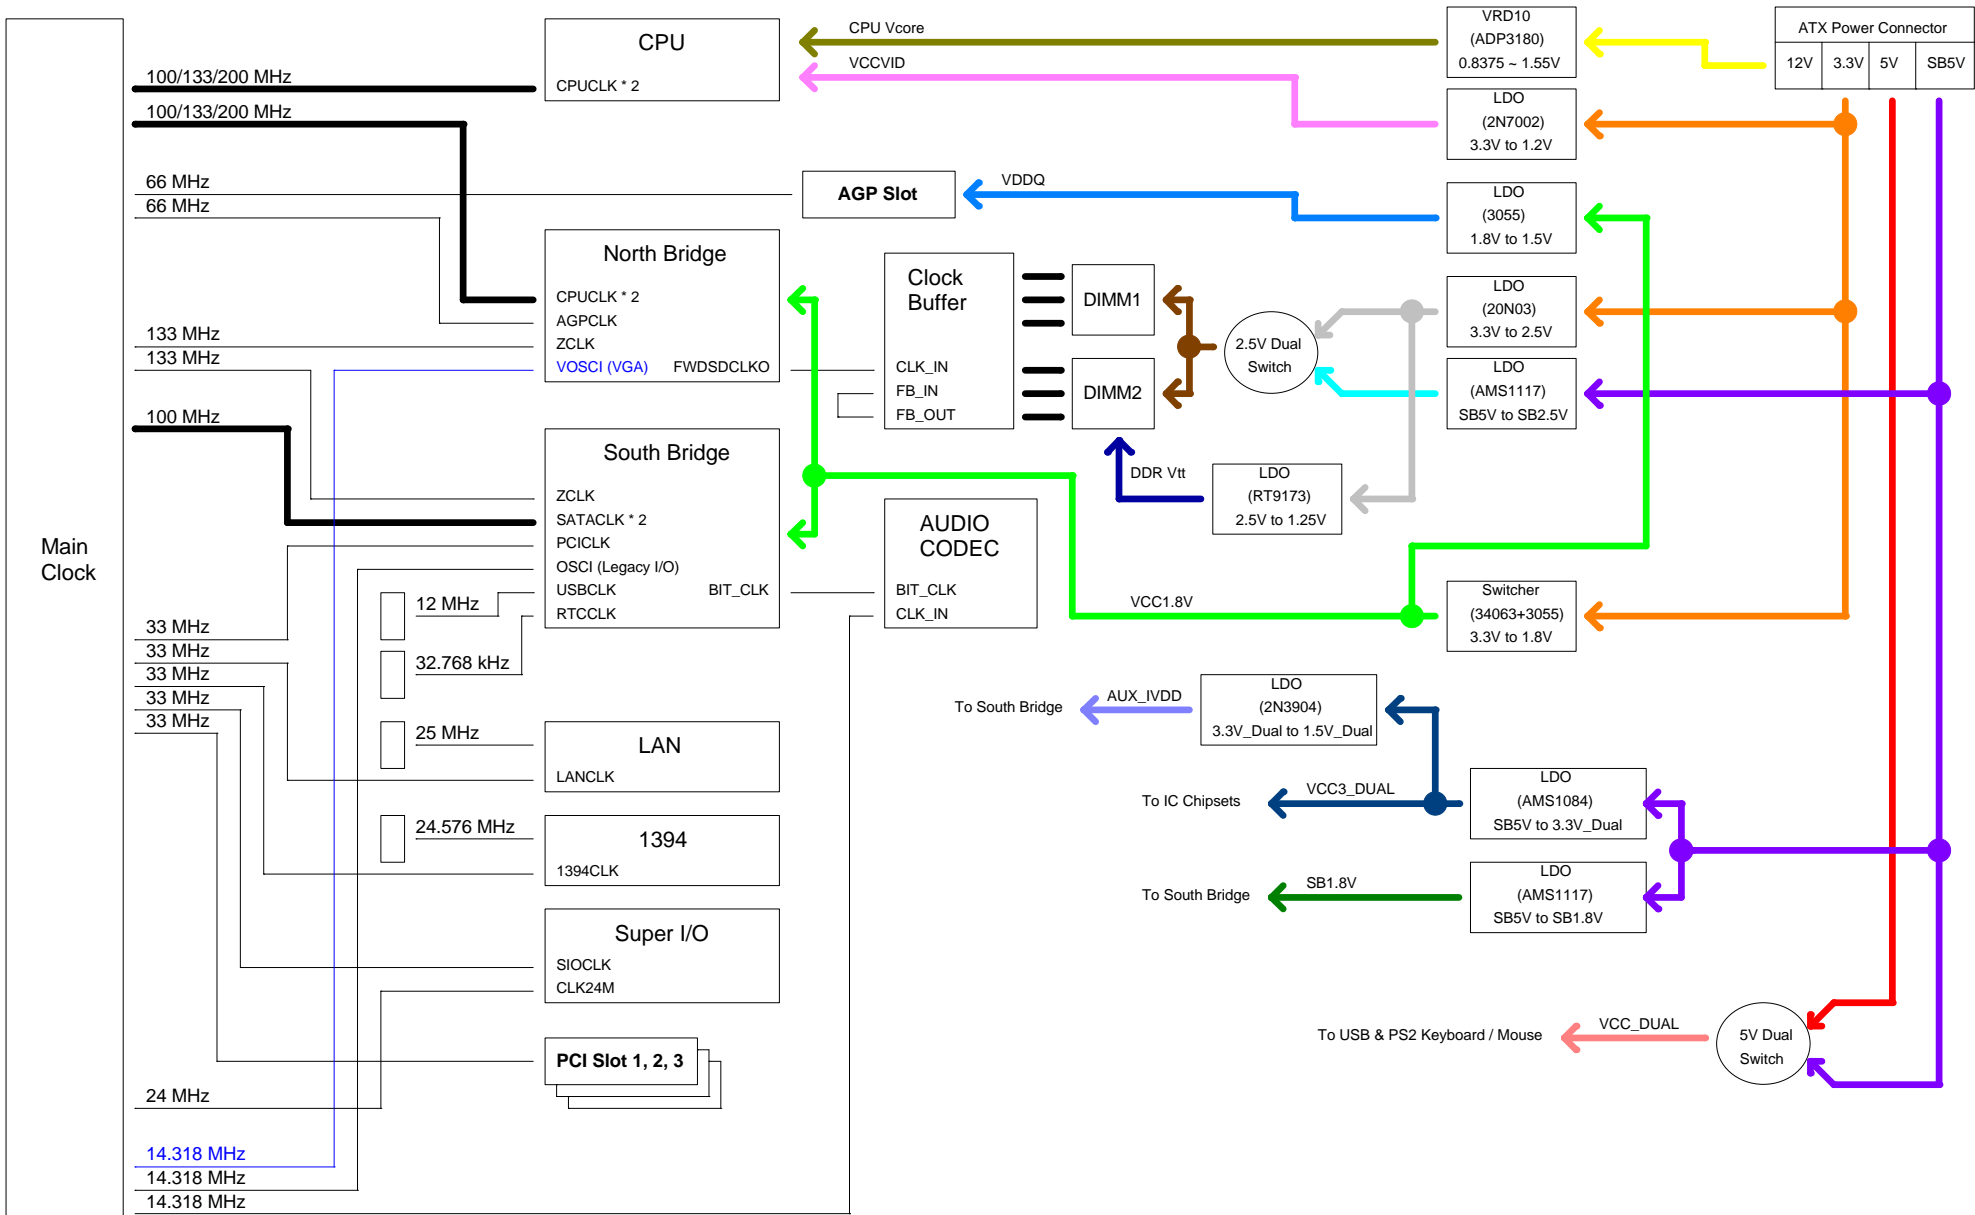 Main
Clock
100/133/200 MHz
100/133/200 MHz
66 MHz
66 MHz
133 MHz
133 MHz
100 MHz
33 MHz
33 MHz
33 MHz
33 MHz
33 MHz
24 MHz
14.318 MHz
14.318 MHz
14.318 MHz
12 MHz
32.768 kHz
25 MHz
24.576 MHz
CPU
CPUCLK * 2
North Bridge
CPUCLK * 2
AGPCLK
ZCLK
VOSCI (VGA) FWDSDCLKO
South Bridge
ZCLK
SATACLK * 2
PCICLK
OSCI (Legacy I/O)
USBCLK BIT_CLK
RTCCLK
LAN
LANCLK
1394
1394CLK
Super I/O
SIOCLK
CLK24M
PCI Slot 1, 2, 3
AGP Slot
Clock
Buffer
CLK_IN
FB_IN
FB_OUT
AUDIO
CODEC
BIT_CLK
CLK_IN
DIMM1
DIMM2
2.5V Dual
Switch
CPU Vcore
VCCVID
VDDQ
DDR Vtt
VCC1.8V
VRD10
(ADP3180)
0.8375 ~ 1.55V
LDO
(2N7002)
3.3V to 1.2V
LDO
(3055)
1.8V to 1.5V
LDO
(20N03)
3.3V to 2.5V
LDO
(AMS1117)
SB5V to SB2.5V
LDO
(RT9173)
2.5V to 1.25V
Switcher
(34063+3055)
3.3V to 1.8V
ATX Power Connector
12V 3.3V 5V SB5V
To South Bridge
AUX_IVDD
LDO
(2N3904)
3.3V_Dual to 1.5V_Dual
To IC Chipsets
VCC3_DUAL
LDO
(AMS1084)
SB5V to 3.3V_Dual
To South Bridge
SB1.8V
LDO
(AMS1117)
SB5V to SB1.8V
To USB & PS2 Keyboard / Mouse
VCC_DUAL
5V Dual
Switch